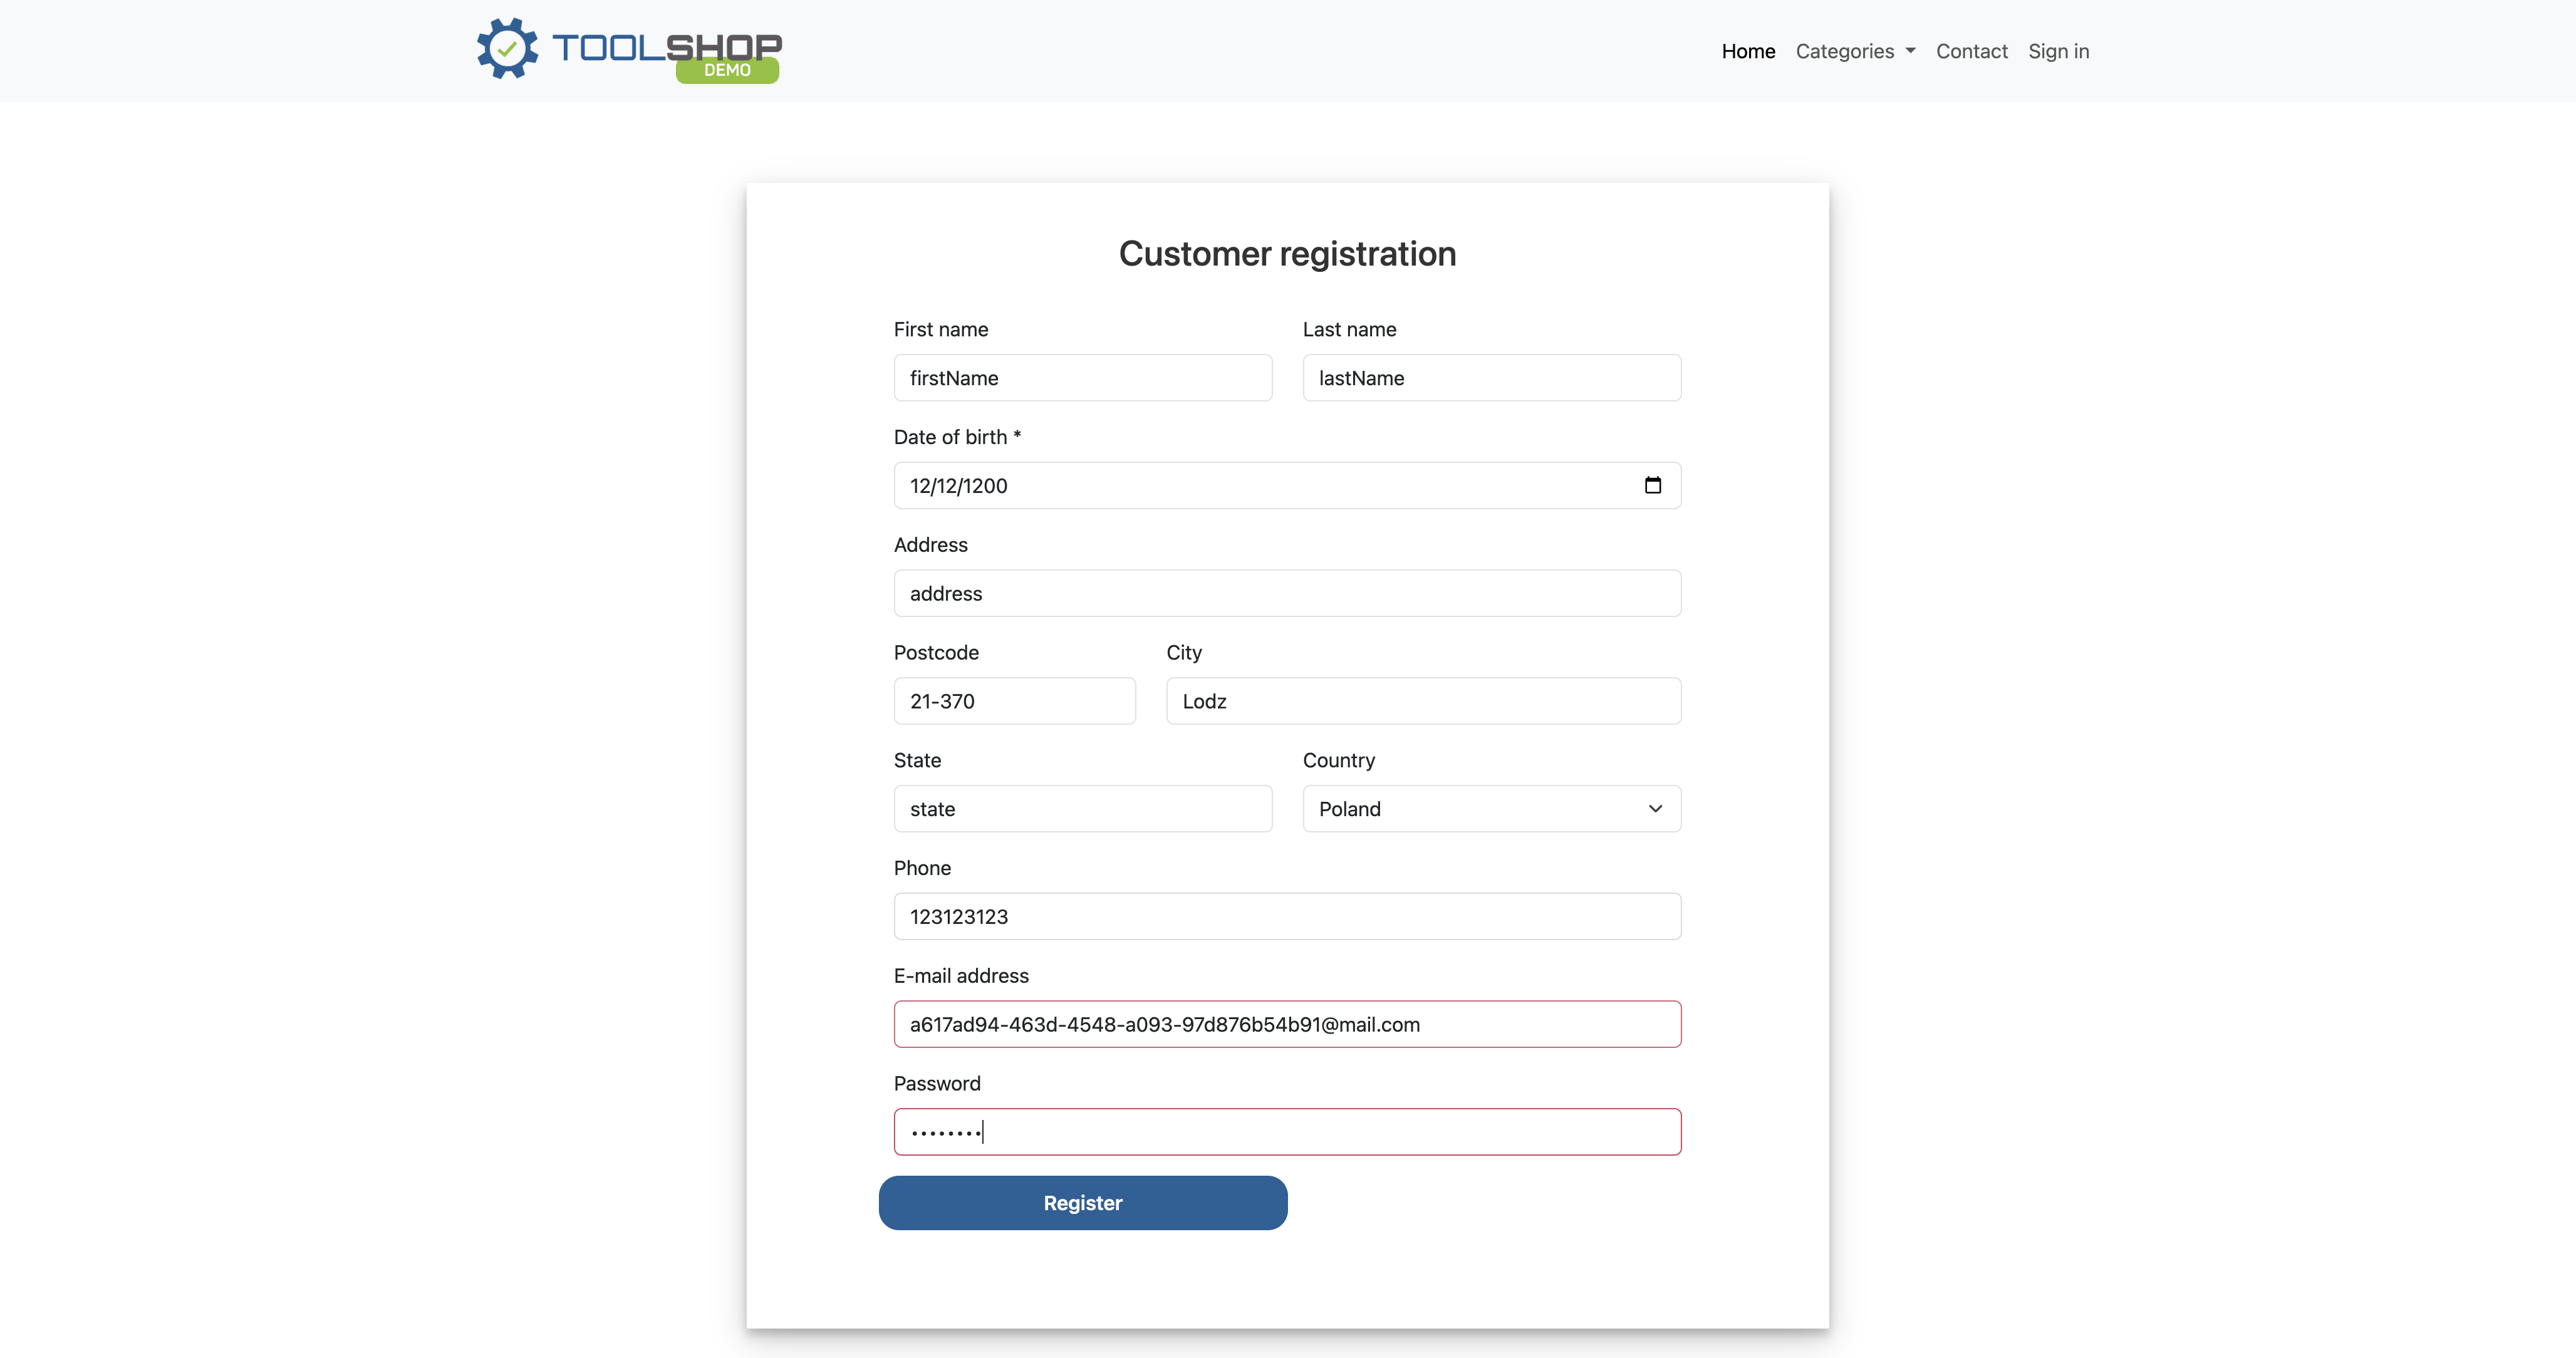 TOOLSHOP
DEMO
Home Categories Contact Sign in
Customer registration
First name Last name
firstName lastName
Date of birth *
12/12/1200
Address
address
Postcode City
21-370 Lodz
State Country
state Poland
Phone
123123123
E-mail address
a617ad94-463d-4548-a093-97d876b54b91@mail.com
Password
••••••••
Register